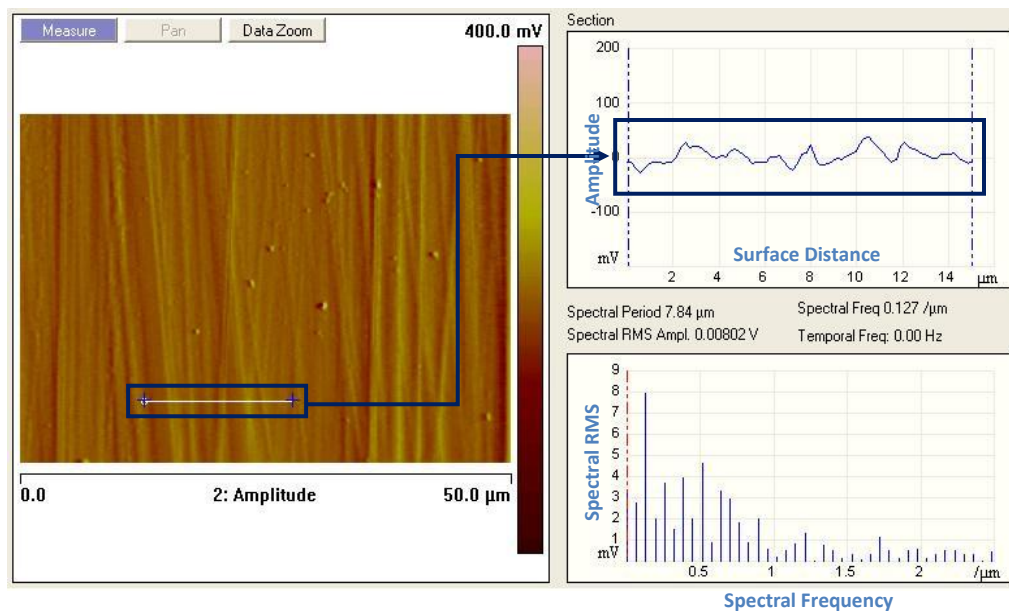 Measure Pan Data Zoom 400.0 mV
0.0 2: Amplitude 50.0 µm
Section
200
100
0
-100
mV
Amplitude
Surface Distance
2 4 6 8 10 12 14 µm
Spectral Period 7.84 µm Spectral Freq 0.127 /µm
Spectral RMS Ampl. 0.00802 V Temporal Freq: 0.00 Hz
9
8
7
6
5
4
3
2
1
mV
Spectral RMS
0.5 1 1.5 2 /µm
Spectral Frequency